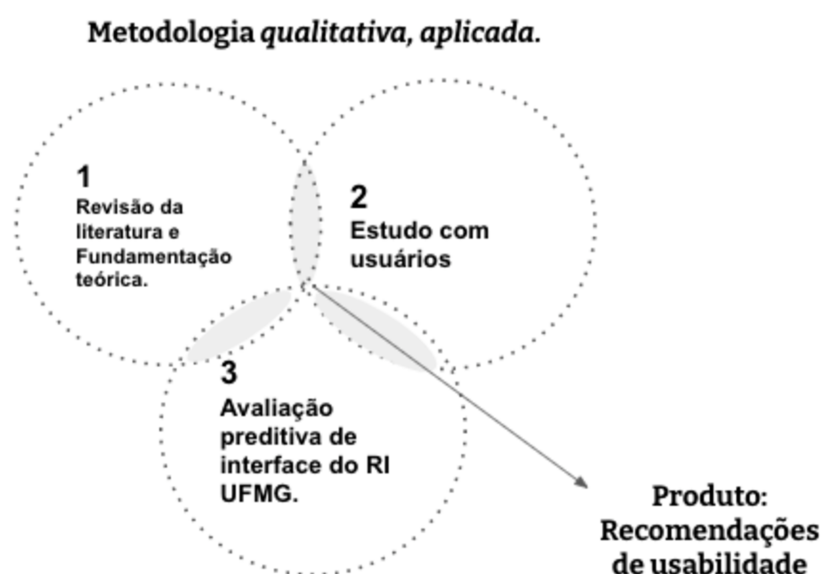 Metodologia qualitativa, aplicada.
1
Revisão da
literatura e
Fundamentação
teórica.
2
Estudo com
usuários
3
Avaliação
preditiva de
interface do RI
UFMG.
Produto:
Recomendações
de usabilidade